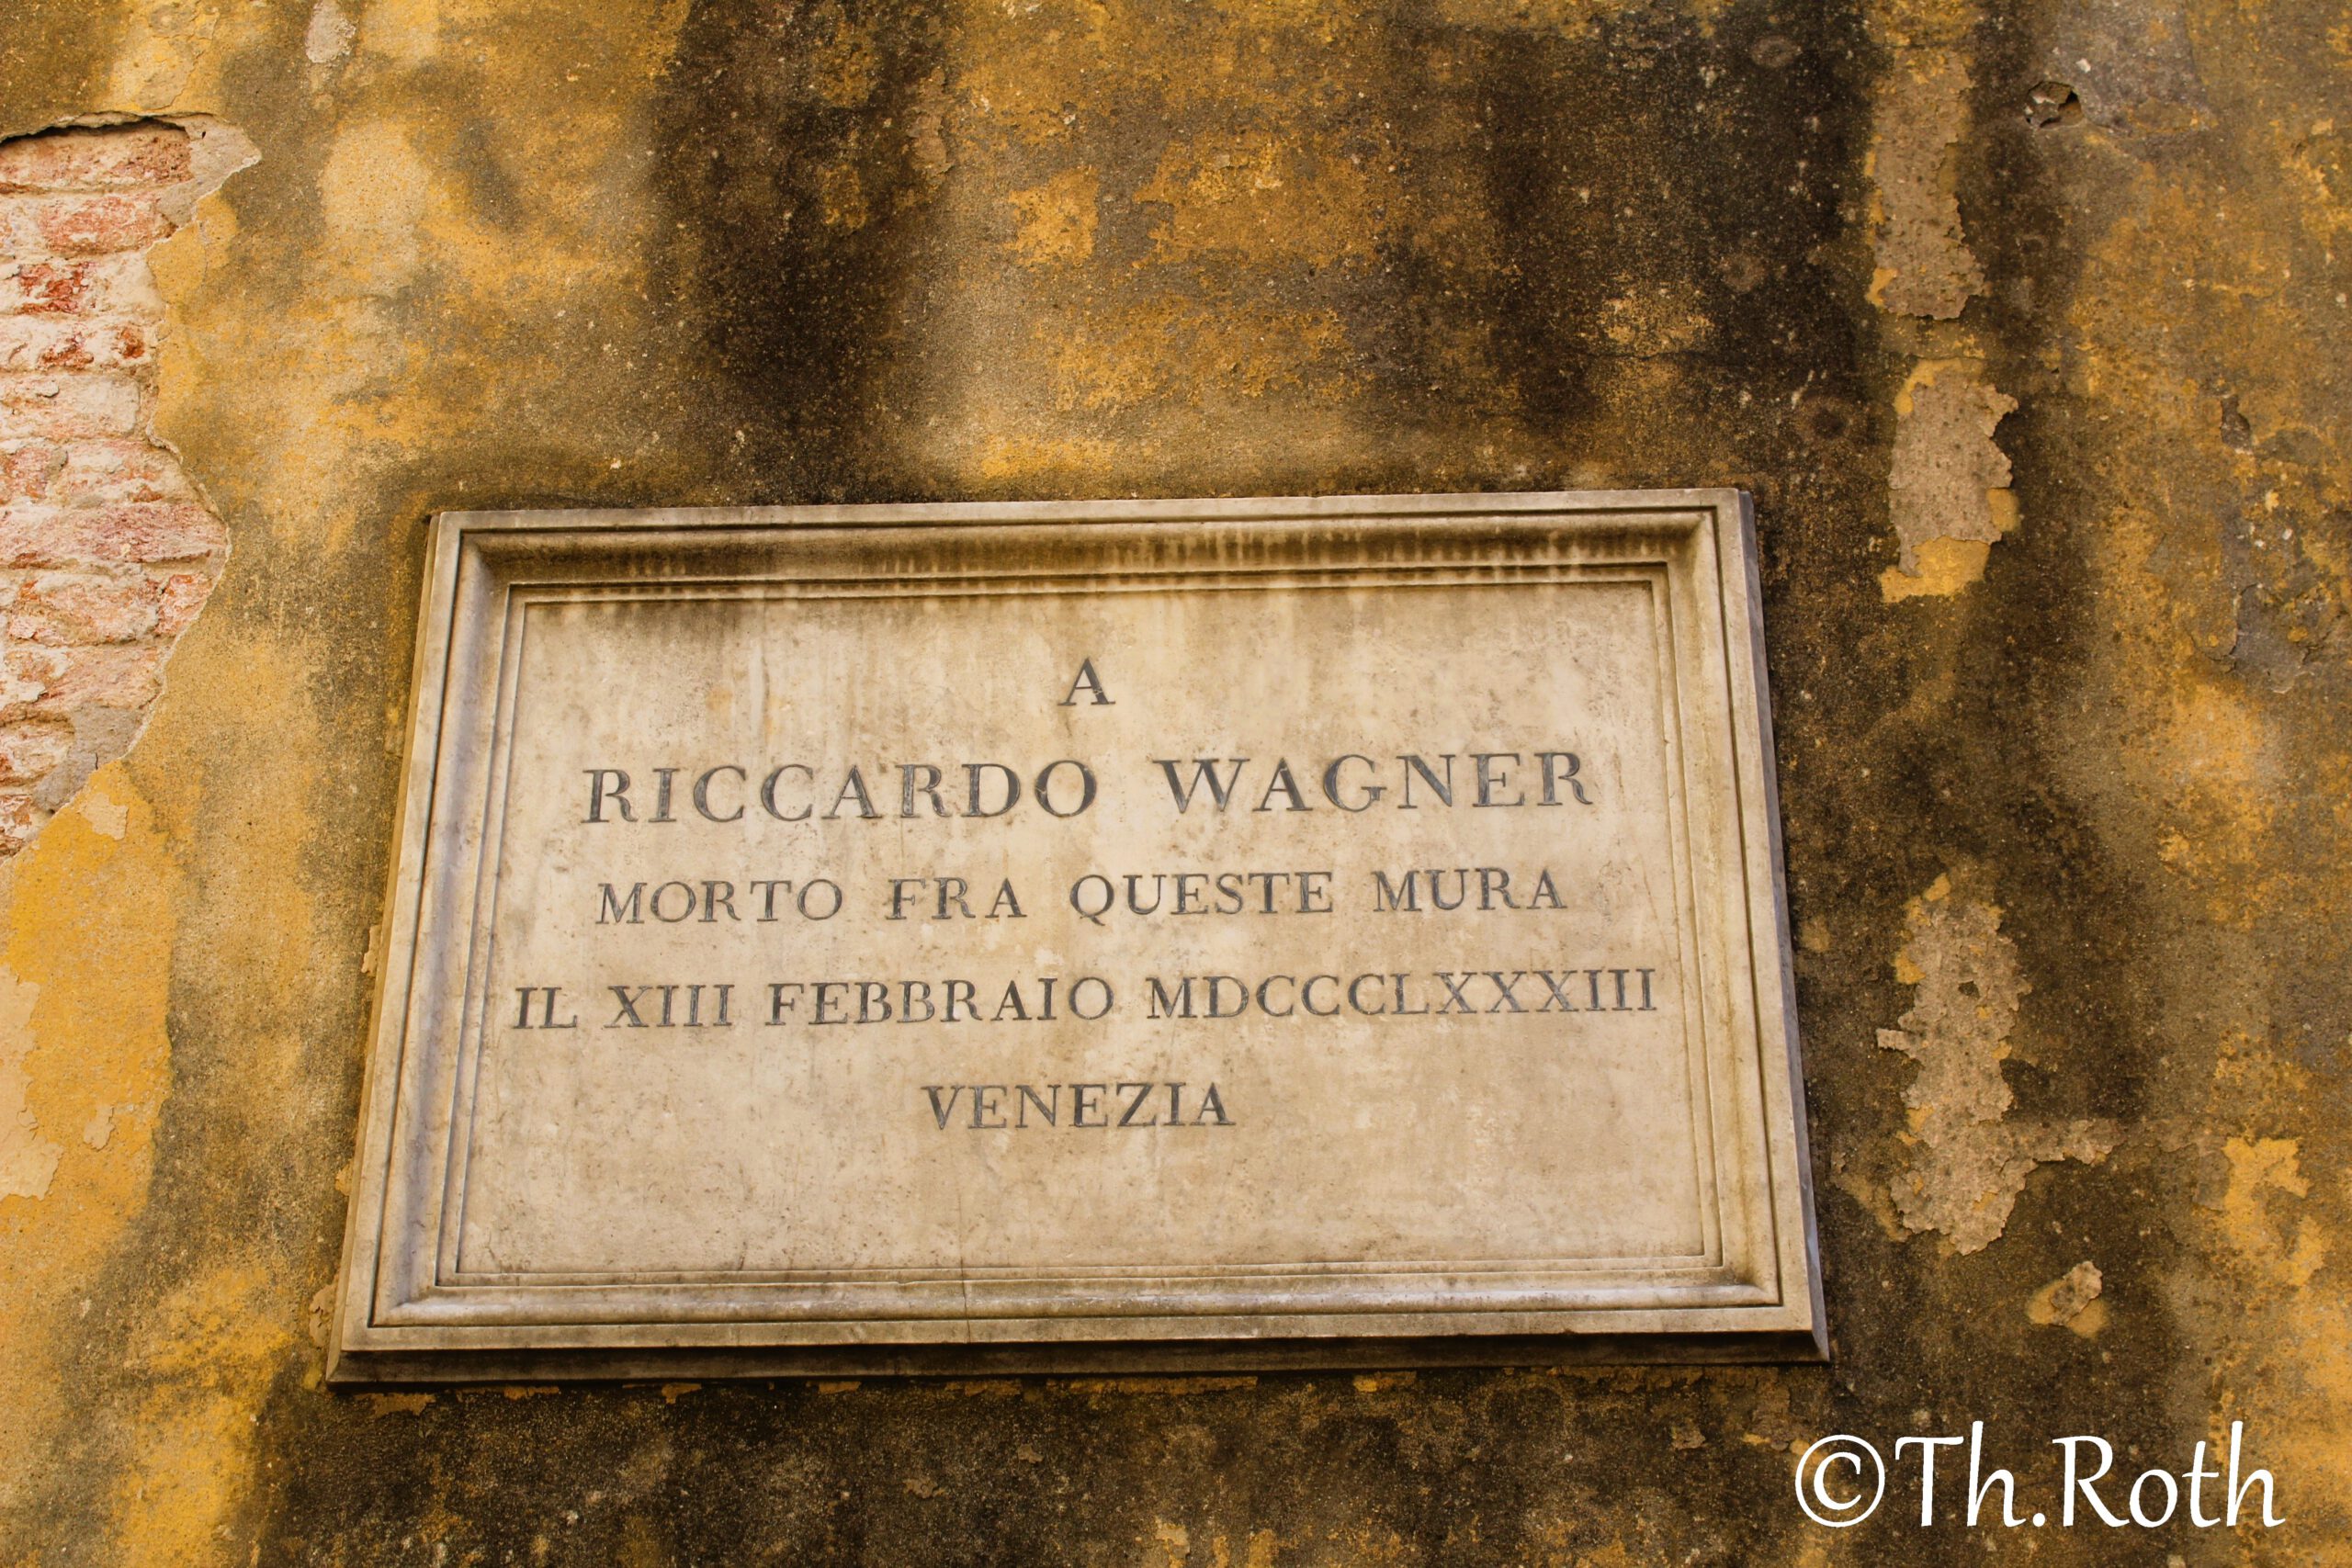 A
RICCARDO WAGNER
MORTO FRA QUESTE MURA
IL XIII FEBBRAIO MDCCCLXXXIII
VENEZIA
©Th.Roth